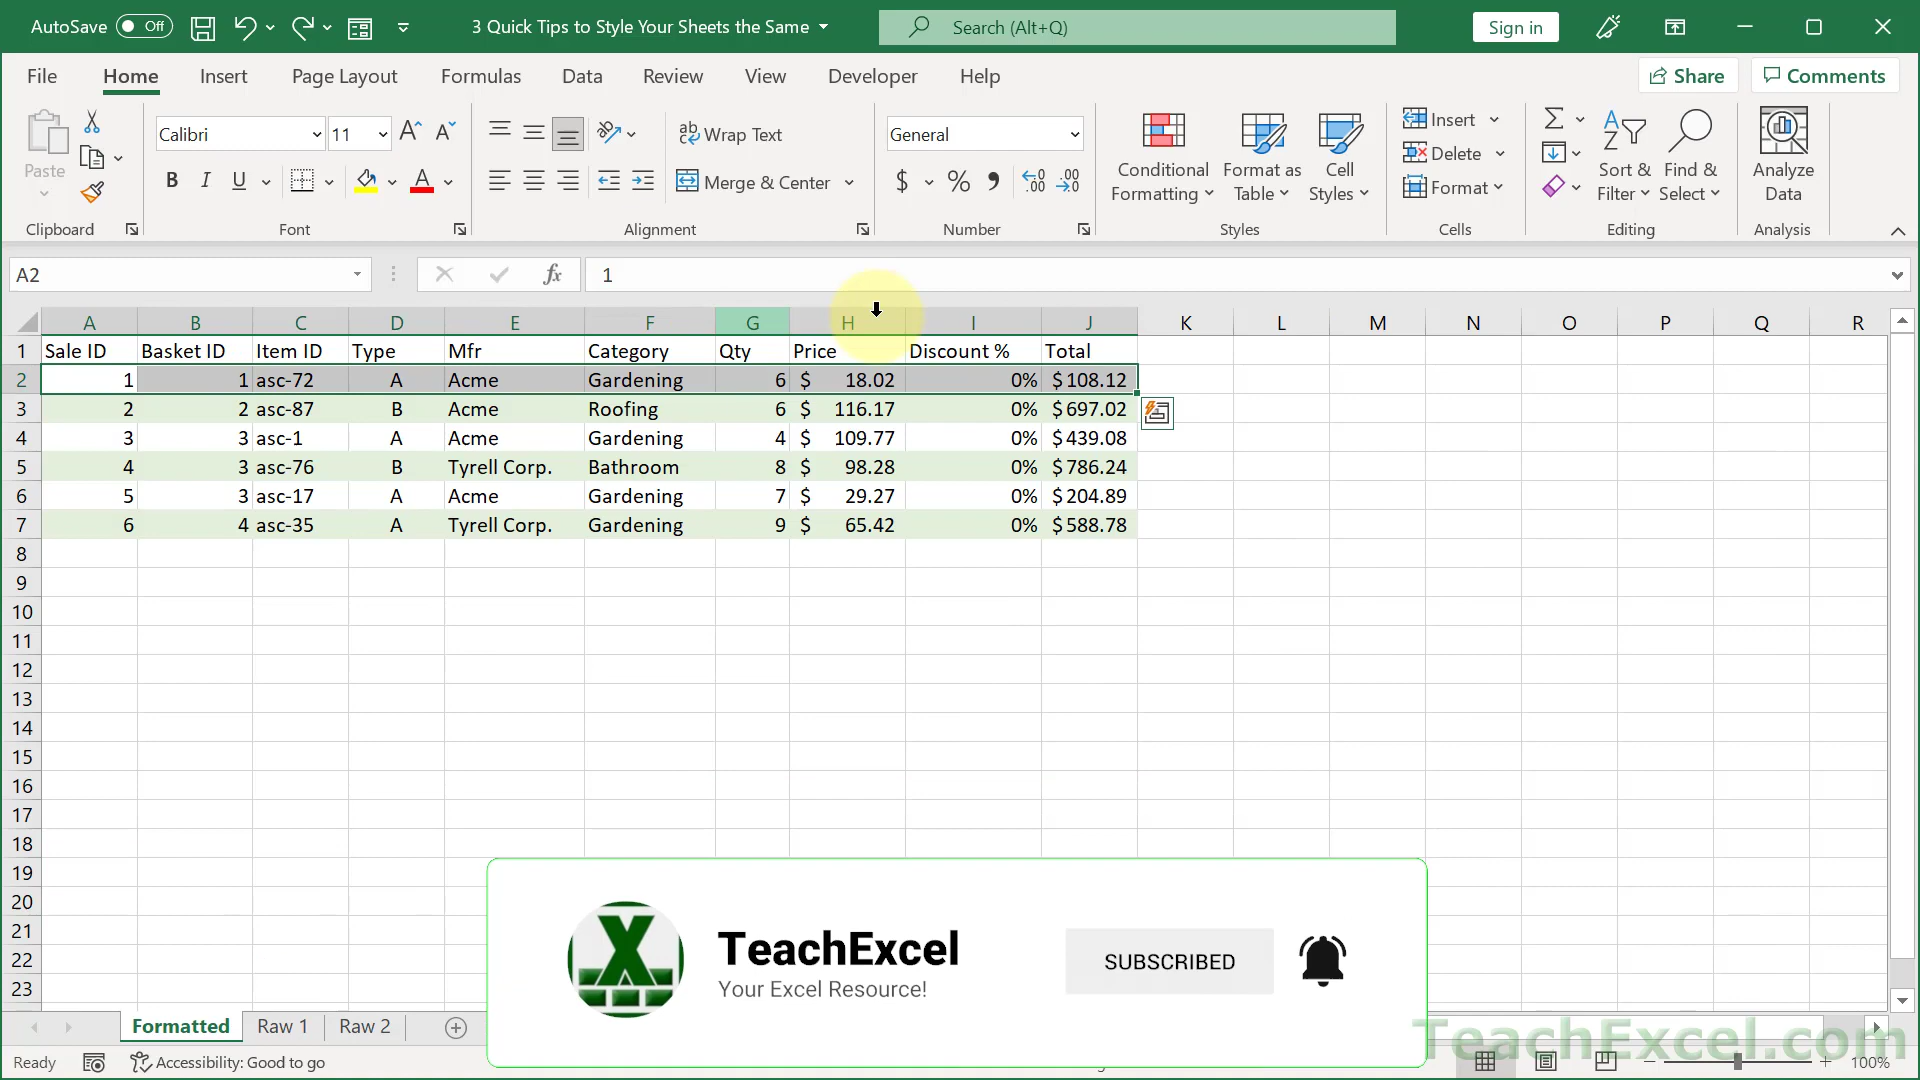 AutoSave Off 3 Quick Tips to Style Your Sheets the Same Search (Alt+Q) Sign in
File Home Insert Page Layout Formulas Data Review View Developer Help Share Comments
Paste Calibri 11 Wrap Text General Conditional Formatting Format as Table Cell Styles Insert Sort & Filter Find & Select Analyze Data
B I U Merge & Center $ % Delete
Format
Clipboard Font Alignment Number Styles Cells Editing Analysis
A2 fx 1
A B C D E F G H I J K L M N O P Q R
1 Sale ID Basket ID Item ID Type Mfr Category Qty Price Discount % Total
2 1 1 asc-72 A Acme Gardening 6 $ 18.02 0% $108.12
3 2 2 asc-87 B Acme Roofing 6 $ 116.17 0% $697.02
4 3 3 asc-1 A Acme Gardening 4 $ 109.77 0% $439.08
5 4 3 asc-76 B Tyrell Corp. Bathroom 8 $ 98.28 0% $786.24
6 5 3 asc-17 A Acme Gardening 7 $ 29.27 0% $204.89
7 6 4 asc-35 A Tyrell Corp. Gardening 9 $ 65.42 0% $588.78
8
9
10
11
12
13
14
15
16
17
18
19
20
21
22
23
TeachExcel
Your Excel Resource!
SUBSCRIBED
Formatted Raw 1 Raw 2
TeachExcel.com
Ready Accessibility: Good to go 100%